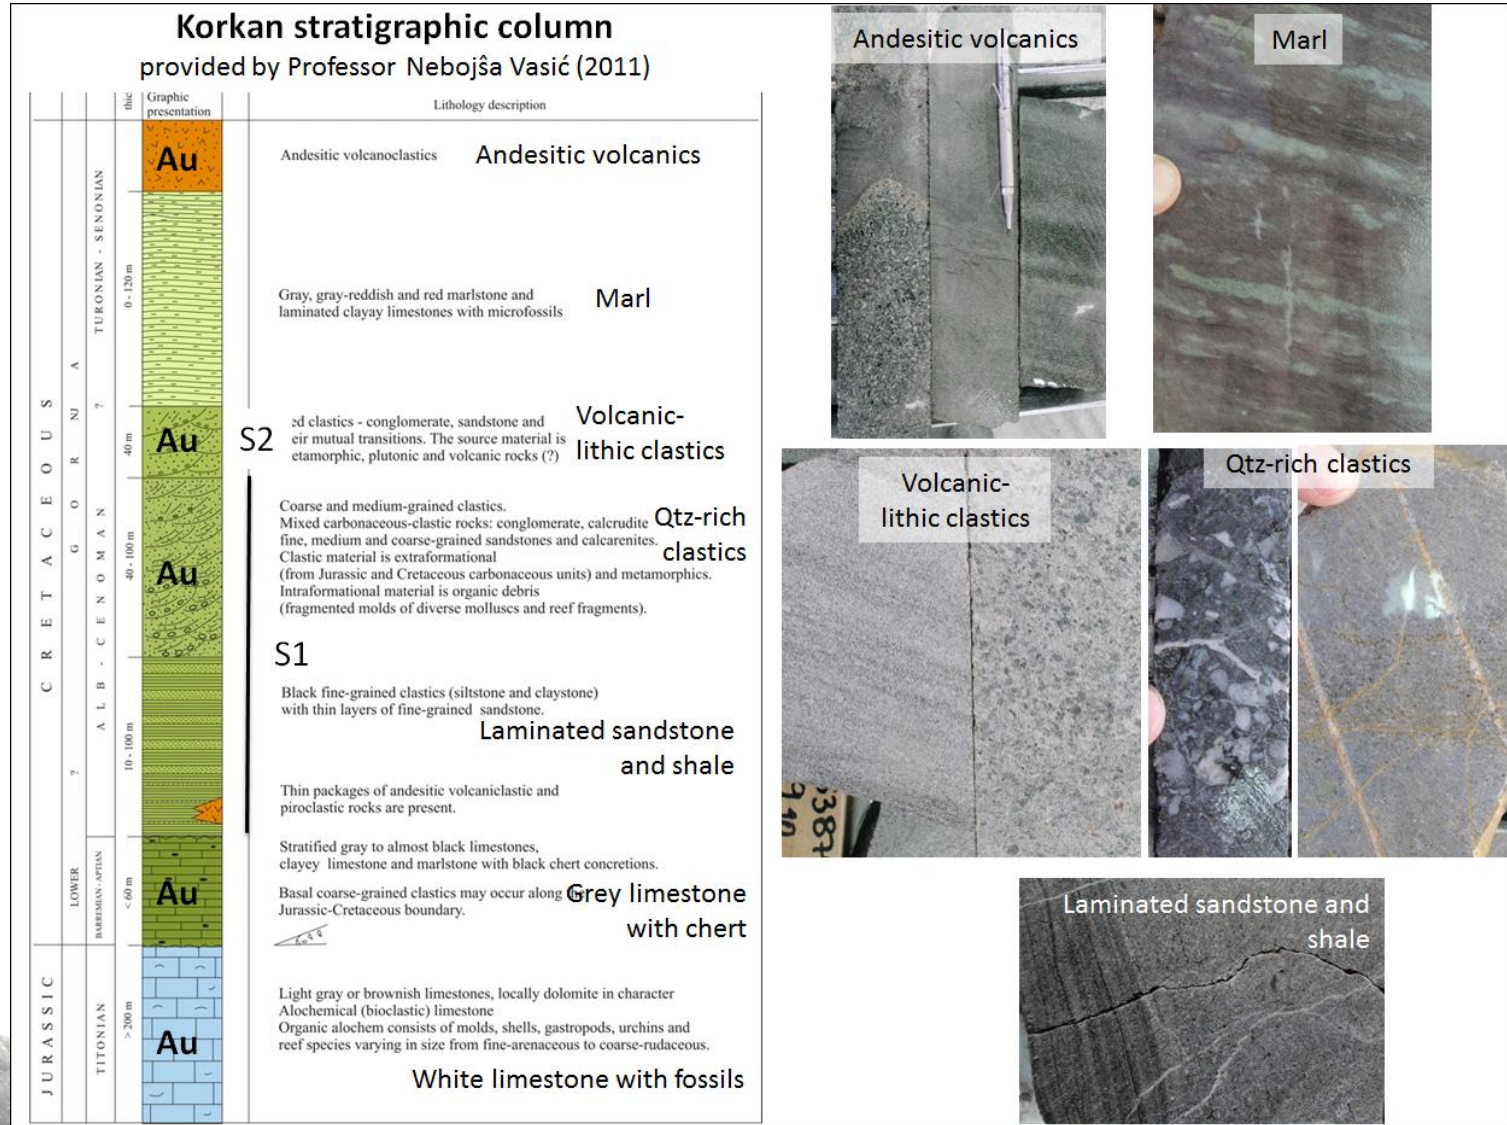 Korkan stratigraphic column
provided by Professor Nebojŝa Vasić (2011)
thic
Graphic
presentation
Lithology description
Au
Andesitic volcanoclastics
Andesitic volcanics
Gray, gray-reddish and red marlstone and
laminated clayay limestones with microfossils
Marl
Au
S2
ed clastics - conglomerate, sandstone and
eir mutual transitions. The source material is
etamorphic, plutonic and volcanic rocks (?)
Volcanic-
lithic clastics
Au
Coarse and medium-grained clastics.
Mixed carbonaceous-clastic rocks: conglomerate, calcrudite
fine, medium and coarse-grained sandstones and calcarenites.
Clastic material is extraformational
(from Jurassic and Cretaceous carbonaceous units) and metamorphics.
Intraformational material is organic debris
(fragmented molds of diverse molluscs and reef fragments).
Qtz-rich
clastics
S1
Black fine-grained clastics (siltstone and claystone)
with thin layers of fine-grained sandstone.
Laminated sandstone
and shale
Thin packages of andesitic volcaniclastic and
piroclastic rocks are present.
Au
Stratified gray to almost black limestones,
clayey limestone and marlstone with black chert concretions.
Basal coarse-grained clastics may occur along
Jurassic-Cretaceous boundary.
Grey limestone
with chert
Au
Light gray or brownish limestones, locally dolomite in character
Alochemical (bioclastic) limestone
Organic alochem consists of molds, shells, gastropods, urchins and
reef species varying in size from fine-arenaceous to coarse-rudaceous.
White limestone with fossils
CRETACEOUS
JURASSIC
? GORNJA
LOWER
TURONIAN - SENONIAN
?
ALB - CENOMAN
BARREMIAN - APTIAN
TITONIAN
0 - 120 m
40 m
40 - 100 m
10 - 100 m
< 60 m
> 200 m
Andesitic volcanics
Marl
Volcanic-
lithic clastics
Qtz-rich clastics
Laminated sandstone and
shale